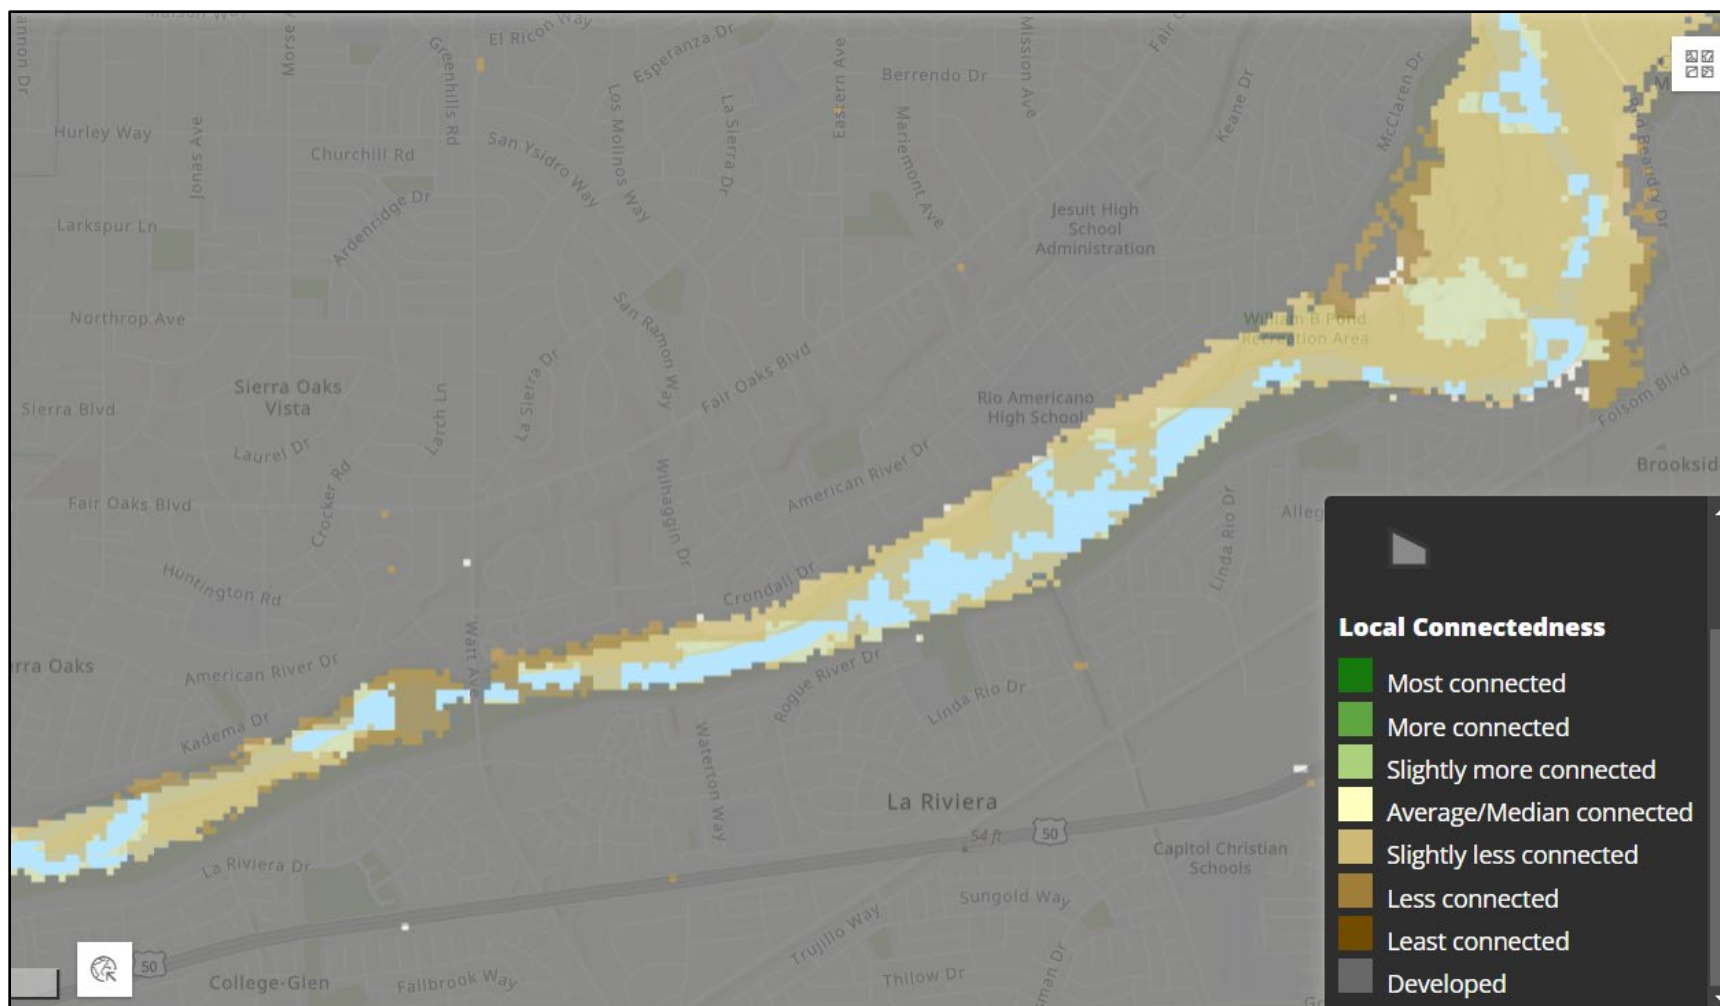 El Ricon Way
Esperanza Dr
Greenhills Rd
Eastern Ave
Berrendo Dr
Mission Ave
Keane Dr
McClaren Dr
Hurley Way
Jonas Ave
Churchill Rd
San Ysidro Way
Los Molinos Way
La Sierra Dr
Mariemont Ave
Larkspur Ln
Ardenridge Dr
Jesuit High
School
Administration
Northrop Ave
San Ramon Way
Fair Oaks Blvd
William B Pond
Recreation Area
Sierra Oaks
Vista
Sierra Blvd
Larch Ln
La Sierra Dr
Rio Americano
High School
Folsom Blvd
Laurel Dr
Crocker Rd
Wilhaggin Dr
American River Dr
Brooksid
Fair Oaks Blvd
Linda Rio Dr
Alleg
Huntington Rd
Crondall Dr
Watt Ave
rra Oaks
American River Dr
Rogue River Dr
Linda Rio Dr
Kadema Dr
Waterton Way
La Riviera
54 ft
50
La Riviera Dr
Capitol Christian
Schools
Sungold Way
Trujillo Way
50
College-Glen
Fallbrook Way
Thilow Dr
Local Connectedness
Most connected
More connected
Slightly more connected
Average/Median connected
Slightly less connected
Less connected
Least connected
Developed